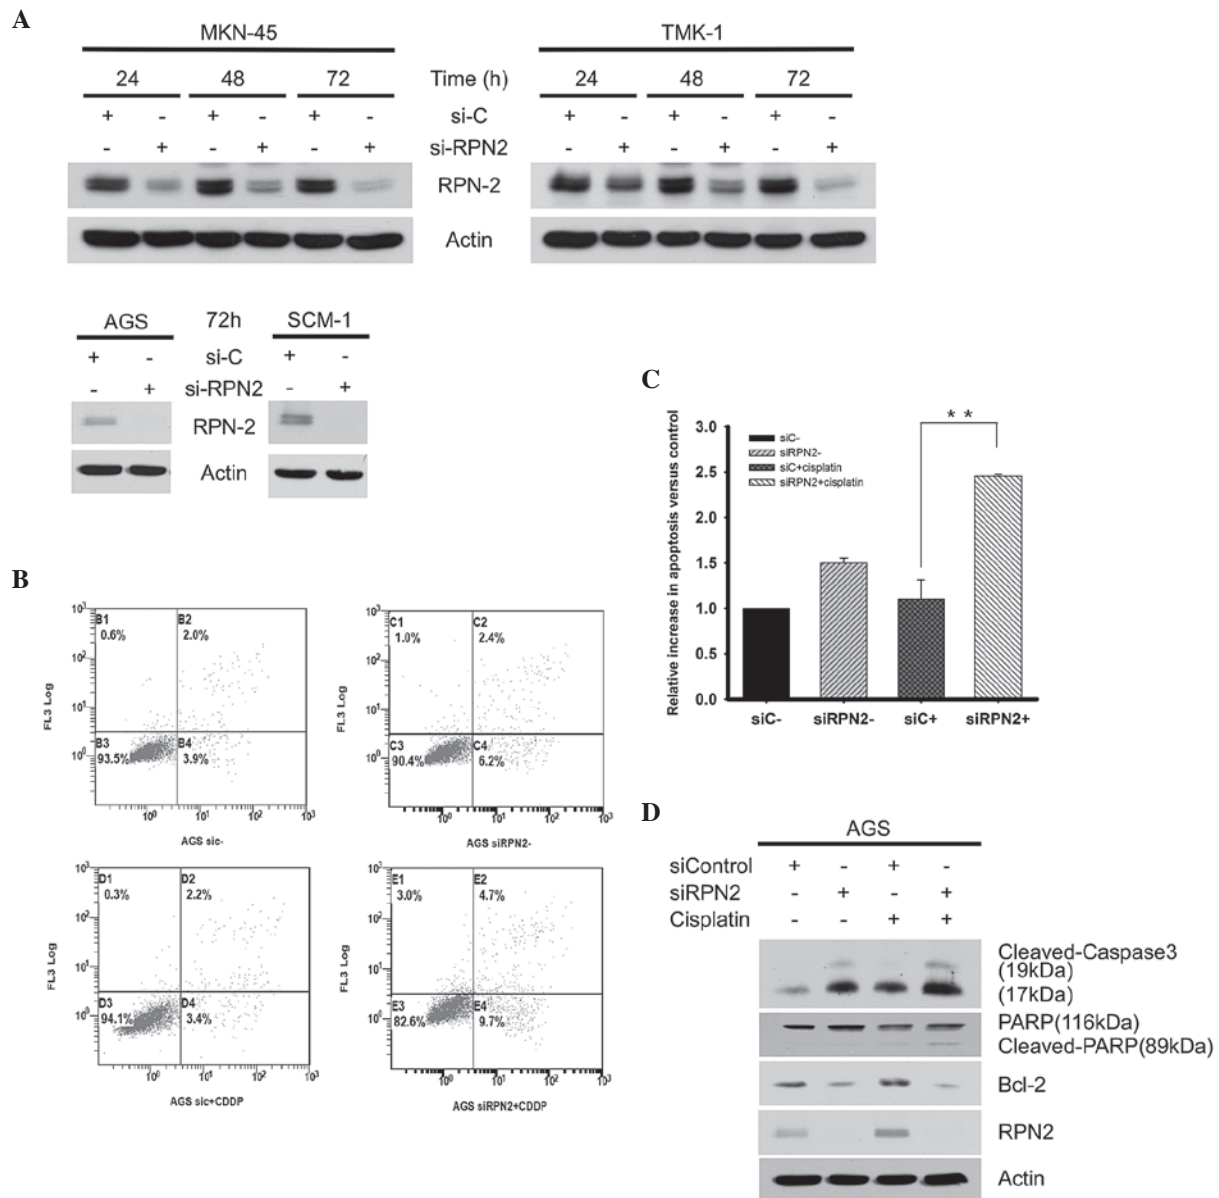 A
MKN-45
TMK-1
24 48 72 Time (h) 24 48 72
+ - + - + - si-C + - + - + -
- + - + - + si-RPN2 - + - + - +
RPN-2
Actin
AGS 72h SCM-1
+ - si-C + -
- + si-RPN2 - +
RPN-2
Actin
B
10³ 10² 10¹ 10⁰
FL3 Log
B1
0.6%
B2
2.0%
B3
93.5%
B4
3.9%
10⁰ 10¹ 10² 10³
AGS sic-
10³ 10² 10¹ 10⁰
FL3 Log
C1
1.0%
C2
2.4%
C3
90.4%
C4
6.2%
10⁰ 10¹ 10² 10³
AGS siRPN2-
10³ 10² 10¹ 10⁰
FL3 Log
D1
0.3%
D2
2.2%
D3
94.1%
D4
3.4%
10⁰ 10¹ 10² 10³
AGS sic+CDDP
10³ 10² 10¹ 10⁰
FL3 Log
E1
3.0%
E2
4.7%
E3
82.6%
E4
9.7%
10⁰ 10¹ 10² 10³
AGS siRPN2+CDDP
C
Relative increase in apoptosis versus control
3.0
2.5
2.0
1.5
1.0
0.5
0.0
siC-
siRPN2-
siC+cisplatin
siRPN2+cisplatin
* *
siC- siRPN2- siC+ siRPN2+
D
AGS
siControl + - + -
siRPN2 - + - +
Cisplatin - - + +
Cleaved-Caspase3
(19kDa)
(17kDa)
PARP(116kDa)
Cleaved-PARP(89kDa)
Bcl-2
RPN2
Actin